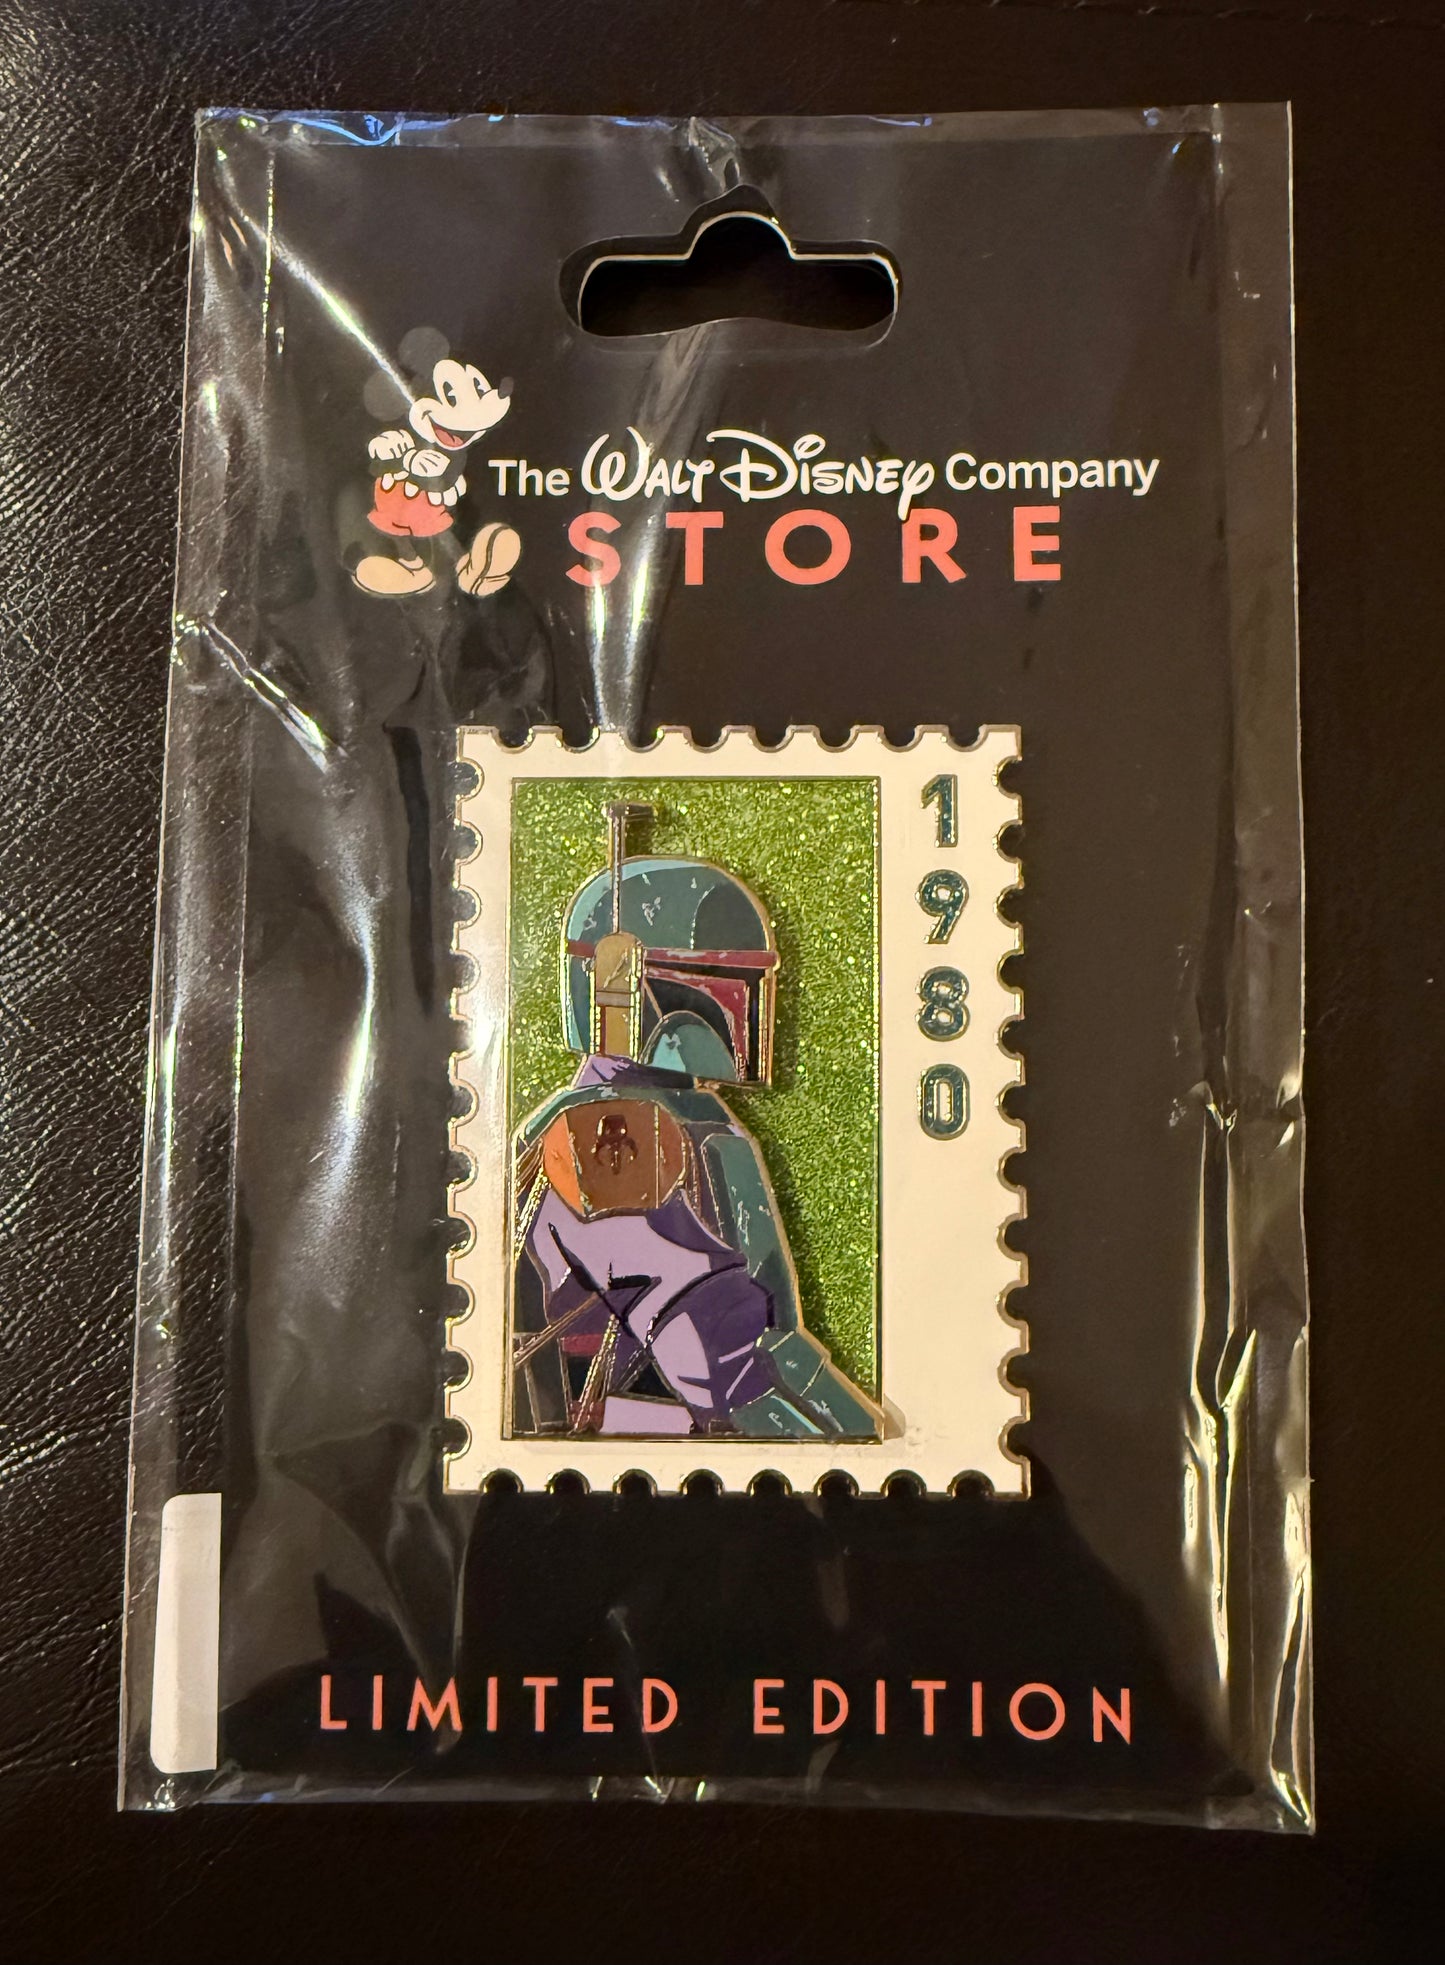 The Walt Disney Company
STORE
1980
LIMITED EDITION